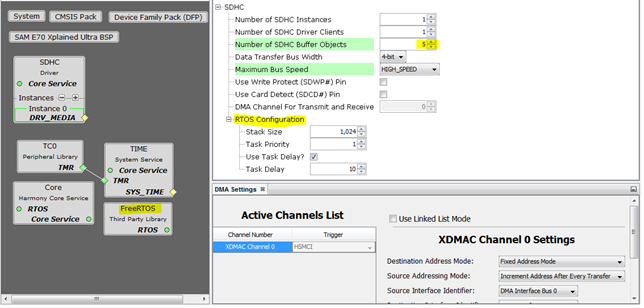 System
CMSIS Pack
Device Family Pack (DFP)
SAM E70 Xplained Ultra BSP
SDHC
Driver
Core Service
Instances
Instance 0
DRV_MEDIA
TC0
Peripheral Library
TMR
TIME
System Service
Core Service
TMR
SYS_TIME
Core
Harmony Core Service
RTOS
Core Service
FreeRTOS
Third Party Library
RTOS
SDHC
Number of SDHC Instances 1
Number of SDHC Driver Clients 1
Number of SDHC Buffer Objects 5
Data Transfer Bus Width 4-bit
Maximum Bus Speed HIGH_SPEED
Use Write Protect (SDWP#) Pin
Use Card Detect (SDCD#) Pin
DMA Channel For Transmit and Receive 0
RTOS Configuration
Stack Size 1,024
Task Priority 1
Use Task Delay?
Task Delay 10
DMA Settings
Active Channels List
Channel Number Trigger
XDMAC Channel 0 HSMCI
Use Linked List Mode
XDMAC Channel 0 Settings
Destination Address Mode: Fixed Address Mode
Source Addressing Mode: Increment Address After Every Transfer
Source Interface Identifier: DMA Interface Bus 0